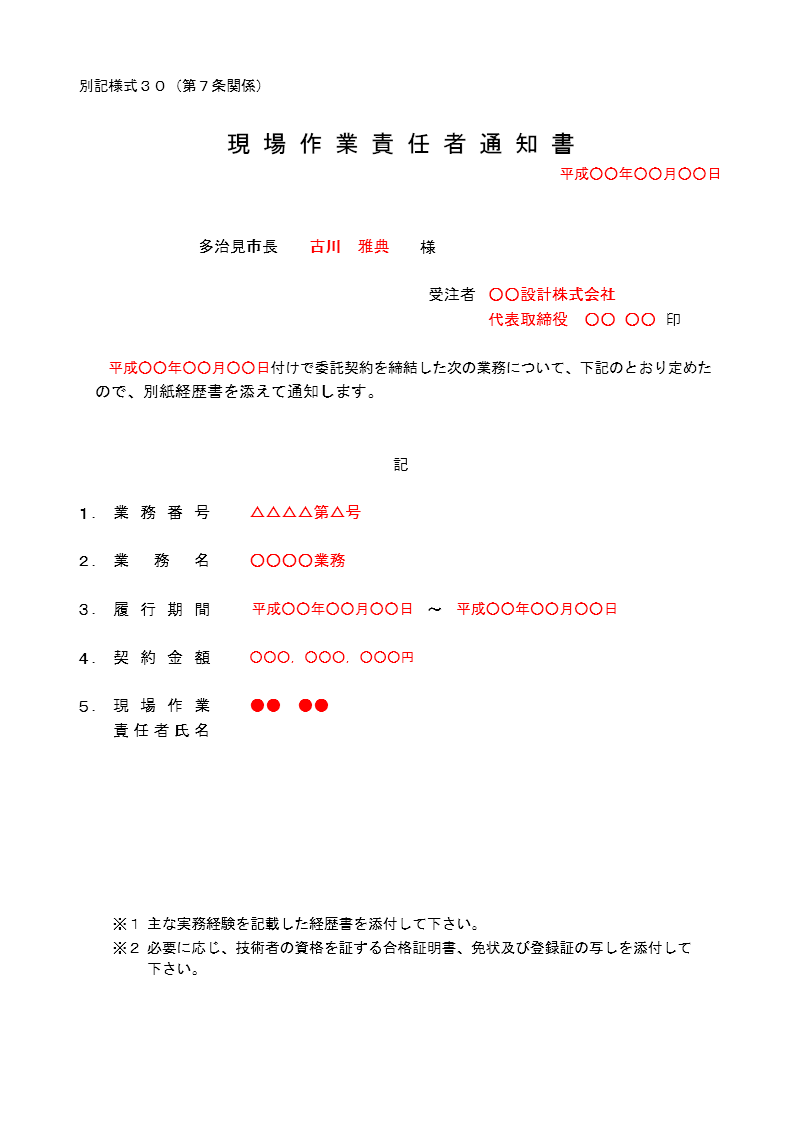 別記様式３０（第７条関係）
現場作業責任者通知書
平成〇〇年〇〇月〇〇日
多治見市長　　古川　雅典　　様
受注者　〇〇設計株式会社
代表取締役　〇〇 〇〇 印
平成〇〇年〇〇月〇〇日付けで委託契約を締結した次の業務について、下記のとおり定めた
ので、別紙経歴書を添えて通知します。
記
１．業務番号　　△△△△第△号
２．業務名　　〇〇〇〇業務
３．履行期間　　平成〇〇年〇〇月〇〇日　～　平成〇〇年〇〇月〇〇日
４．契約金額　　〇〇〇，〇〇〇，〇〇〇円
５．現場作業　　●●　●●
責任者氏名
※１ 主な実務経験を記載した経歴書を添付して下さい。
※２ 必要に応じ、技術者の資格を証する合格証明書、免状及び登録証の写しを添付して
下さい。